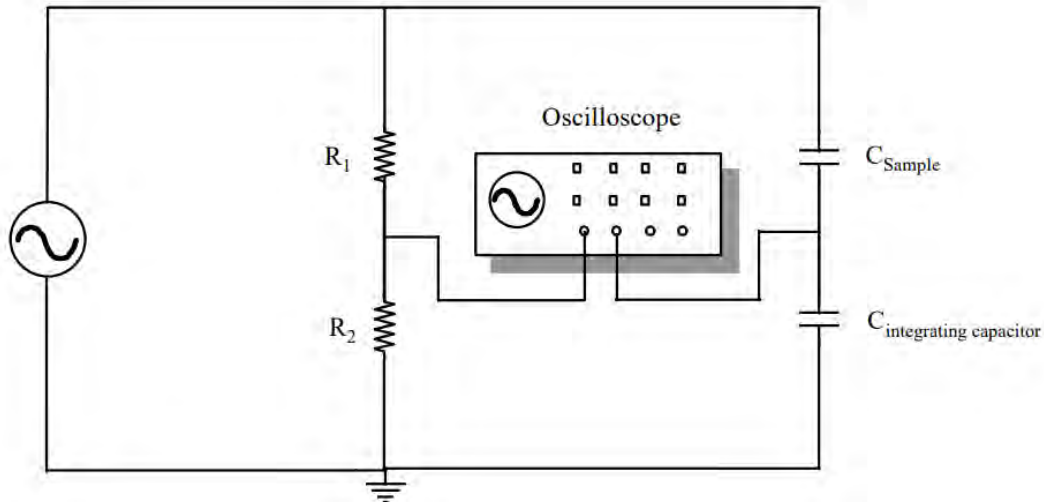 Oscilloscope
R1
CSample
R2
Cintegrating capacitor